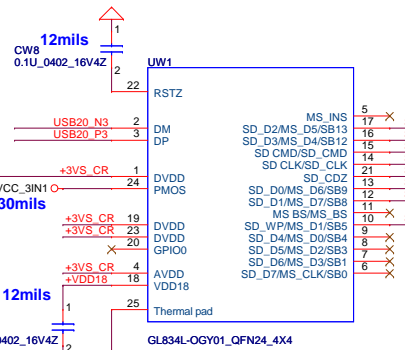 1
12mils
CW8
0.1U_0402_16V4Z
2
UW1
22 RSTZ
MS_INS 5
USB20_N3 2 DM SD_D2/MS_D5/SB13 17
USB20_P3 3 DP SD_D3/MS_D4/SB12 16
SD CMD/SD_CMD 15
SD CLK/SD_CLK 14
+3VS_CR 1 DVDD SD_CDZ 21
/CC_3IN1 24 PMOS SD_D0/MS_D6/SB9 13
30mils
SD_D1/MS_D7/SB8 12
MS BS/MS_BS 11
+3VS_CR 19 DVDD SD_WP/MS_D1/SB5 10
+3VS_CR 23 DVDD SD_D4/MS_D0/SB4 9
20 GPIO0 SD_D5/MS_D2/SB3 8
SD_D6/MS_D3/SB1 7
+3VS_CR 4 AVDD SD_D7/MS_CLK/SB0 6
+VDD18 18 VDD18
12mils
1
25 Thermal pad
0402_16V4Z
2
GL834L-OGY01_QFN24_4X4